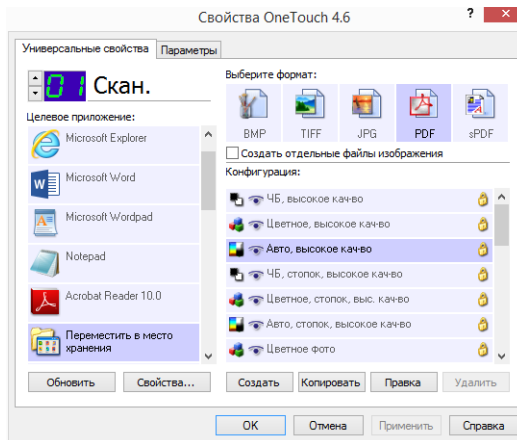 Свойства OneTouch 4.6
Универсальные свойства
Параметры
01 Скан.
Целевое приложение:
Microsoft Explorer
Microsoft Word
Microsoft Wordpad
Notepad
Acrobat Reader 10.0
Переместить в место
хранения
Обновить
Свойства...
Выберите формат:
BMP
TIFF
JPG
PDF
sPDF
Создать отдельные файлы изображения
Конфигурация:
ЧБ, высокое кач-во
Цветное, высокое кач-во
Авто, высокое кач-во
ЧБ, стопок, высокое кач-во
Цветное, стопок, выс. кач-во
Авто, стопок, высокое кач-во
Цветное фото
Создать
Копировать
Правка
Удалить
OK
Отмена
Применить
Справка